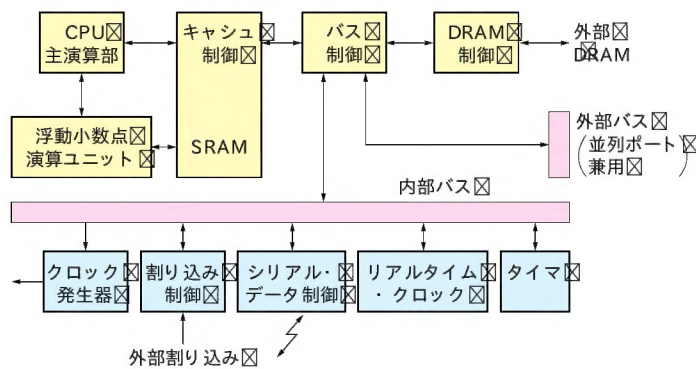 CPU
主演算部
キャシュ
制御
バス
制御
DRAM
制御
外部
DRAM
浮動小数点
演算ユニット
SRAM
外部バス
(並列ポート
兼用)
内部バス
クロック
発生器
割り込み
制御
シリアル・
データ制御
リアルタイム
・クロック
タイマ
外部割り込み